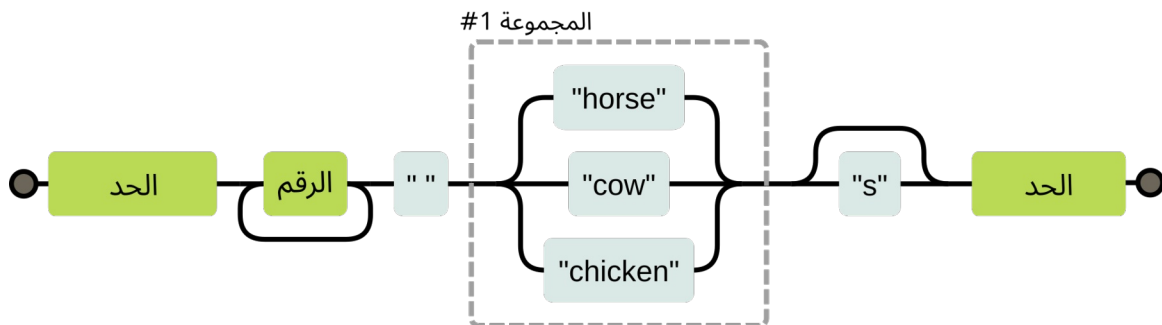 المجموعة 1#
"horse"
الحد
الرقم
" "
"cow"
"s"
الحد
"chicken"